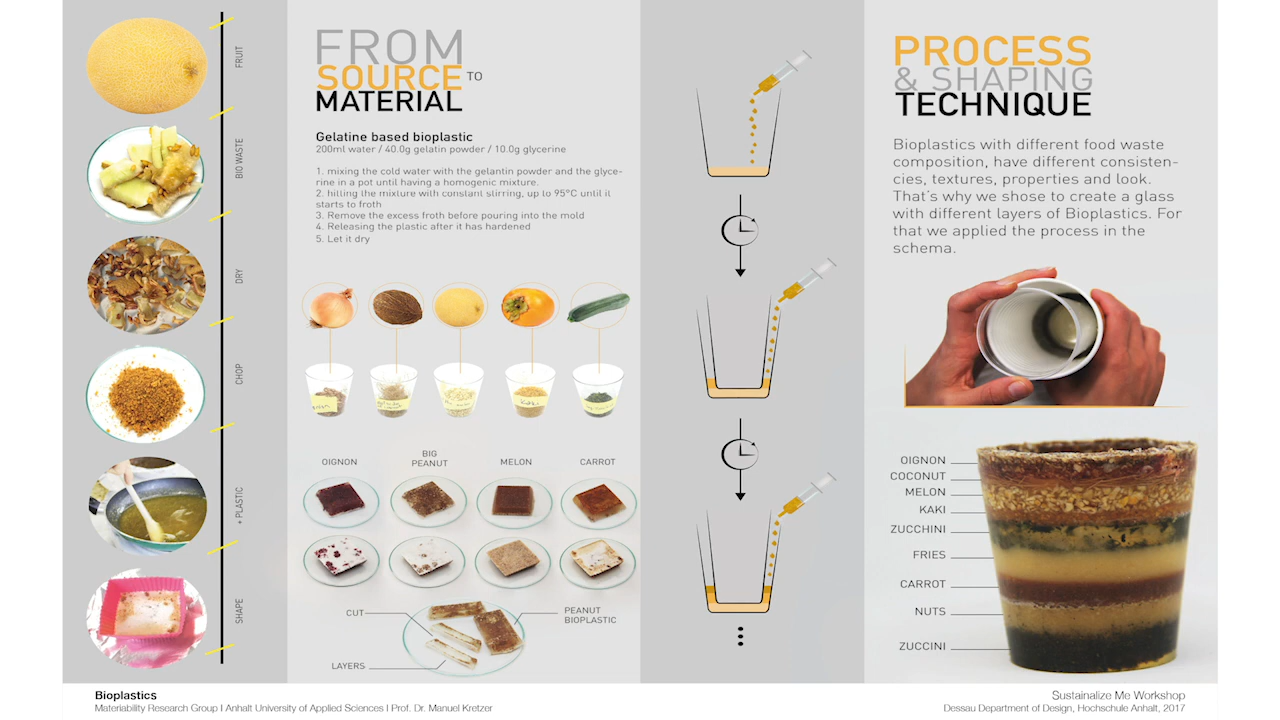 FRUIT
BIO WASTE
DRY
CHOP
+ PLASTIC
SHAPE
FROM
SOURCE TO
MATERIAL
Gelatine based bioplastic
200ml water / 40.0g gelatin powder / 10.0g glycerine
1. mixing the cold water with the gelantin powder and the glyce-
rine in a pot until having a homogenic mixture.
2. hilling the mixture with constant stirring, up to 95°C until it
starts to froth
3. Remove the excess froth before pouring into the mold
4. Releasing the plastic after it has hardened
5. Let it dry
OIGNON
BIG
PEANUT
MELON
CARROT
CUT
PEANUT
BIOPLASTIC
LAYERS
PROCESS
& SHAPING
TECHNIQUE
Bioplastics with different food waste
composition, have different consisten-
cies, textures, properties and look.
That's why we shose to create a glass
with different layers of Bioplastics. For
that we applied the process in the
schema.
OIGNON
COCONUT
MELON
KAKI
ZUCCHINI
FRIES
CARROT
NUTS
ZUCCINI
Bioplastics
Materiability Research Group I Anhalt University of Applied Sciences I Prof. Dr. Manuel Kretzer
Sustainalize Me Workshop
Dessau Department of Design, Hochschule Anhalt, 2017